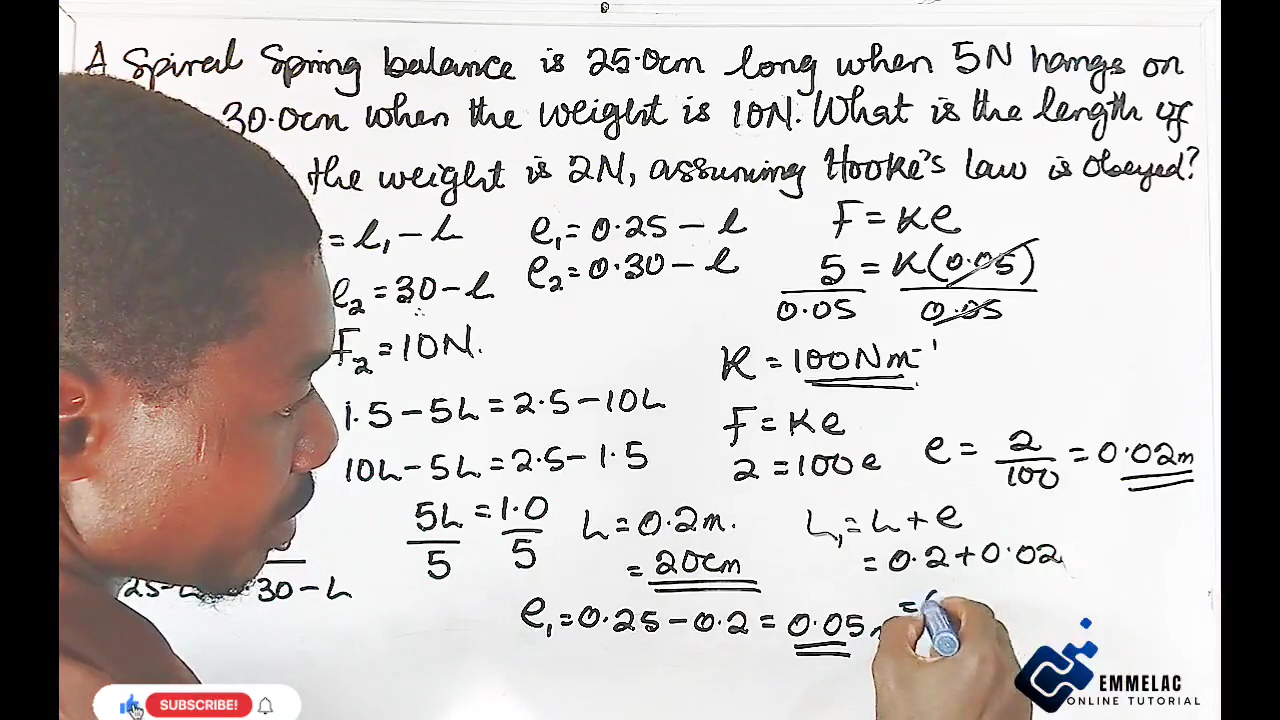 A Spiral Spring balance is 25.0cm long when 5N hangs on
30.0cm when the weight is 10N. What is the length of
the weight is 2N, assuming Hooke's law is obeyed?
= l₁ - L
e₂ = 30 - L
F₂ = 10N.
e₁ = 0.25 - l
e₂ = 0.30 - l
F = Ke
5 = K(0.05)
0.05 0.05
K = 100Nm⁻¹
1.5 - 5L = 2.5 - 10L
10L - 5L = 2.5 - 1.5
5L = 1.0
5 5
L = 0.2m.
= 20cm
F = Ke
2 = 100e
e = 2/100 = 0.02m
L₁ = L + e
= 0.2 + 0.02
=
30 - L
e₁ = 0.25 - 0.2 = 0.05
SUBSCRIBE!
EMMELAC
ONLINE TUTORIAL